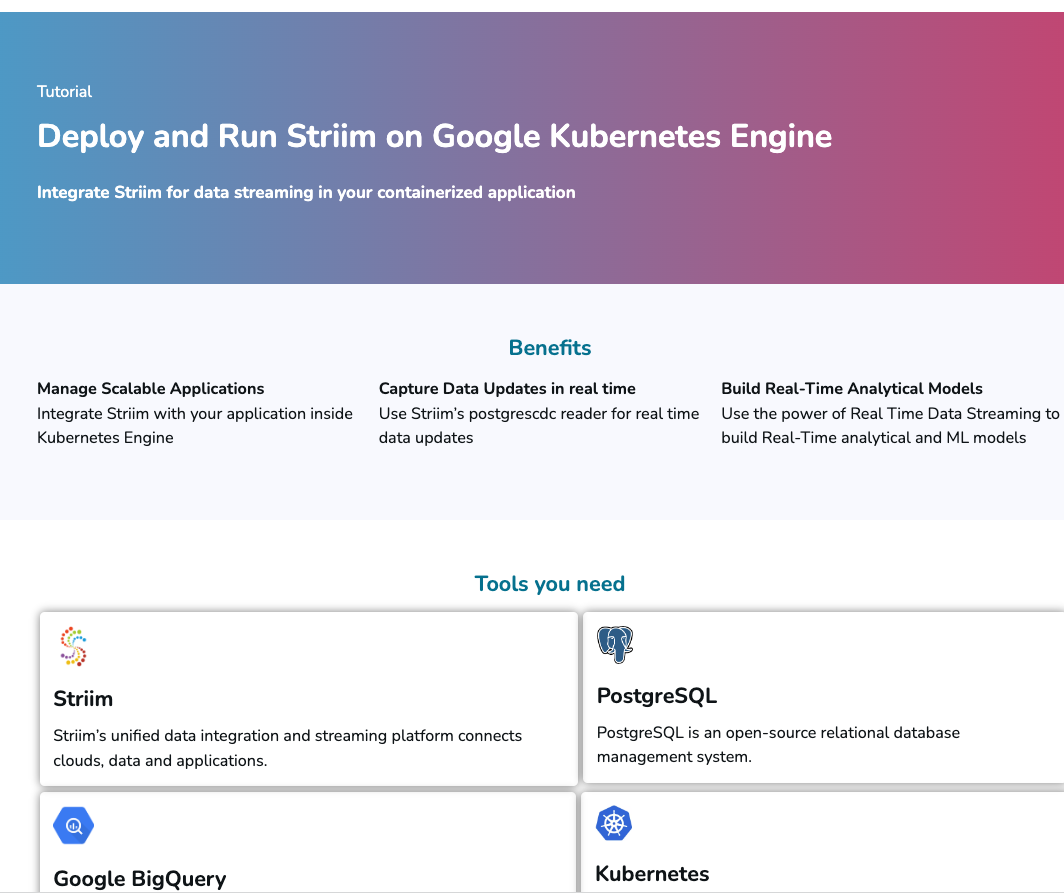 Tutorial
Deploy and Run Striim on Google Kubernetes Engine
Integrate Striim for data streaming in your containerized application
Benefits
Manage Scalable Applications
Integrate Striim with your application inside
Kubernetes Engine
Capture Data Updates in real time
Use Striim’s postgrescdc reader for real time
data updates
Build Real-Time Analytical Models
Use the power of Real Time Data Streaming to
build Real-Time analytical and ML models
Tools you need
Striim
Striim’s unified data integration and streaming platform connects
clouds, data and applications.
PostgreSQL
PostgreSQL is an open-source relational database
management system.
Google BigQuery
Kubernetes